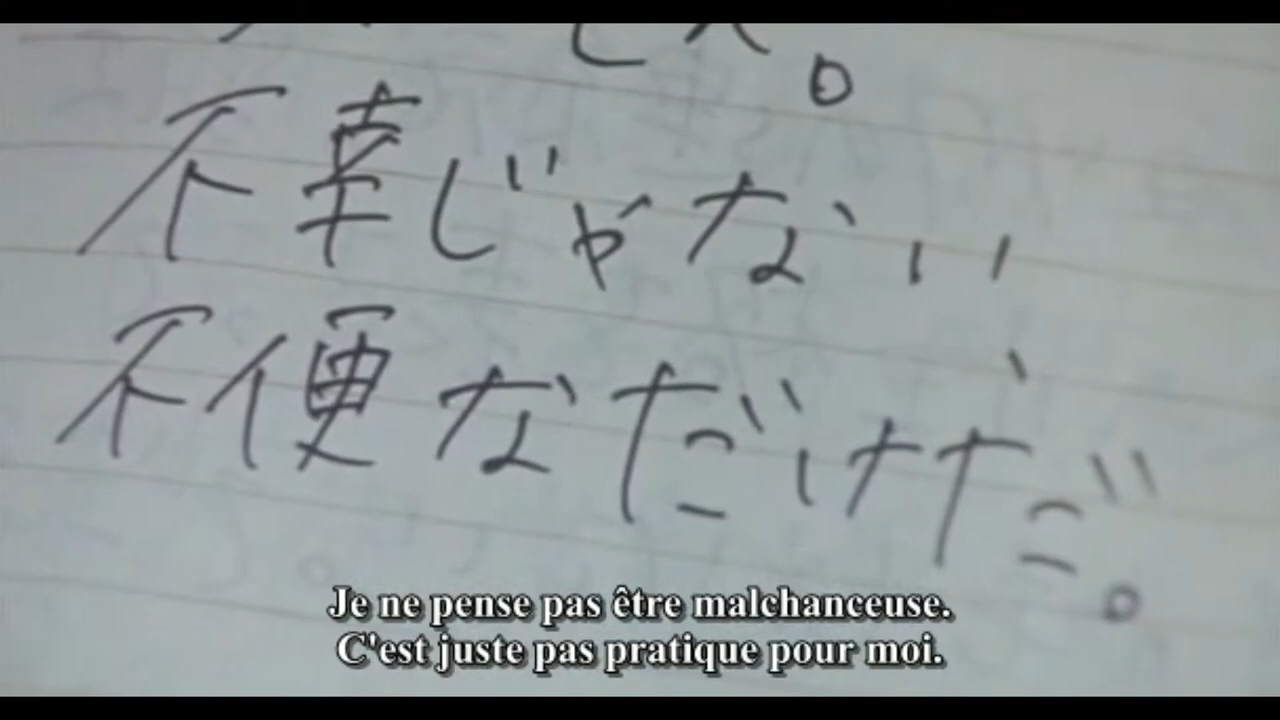 不幸じゃない
不便なだけだ。
Je ne pense pas être malchanceuse.
C'est juste pas pratique pour moi.